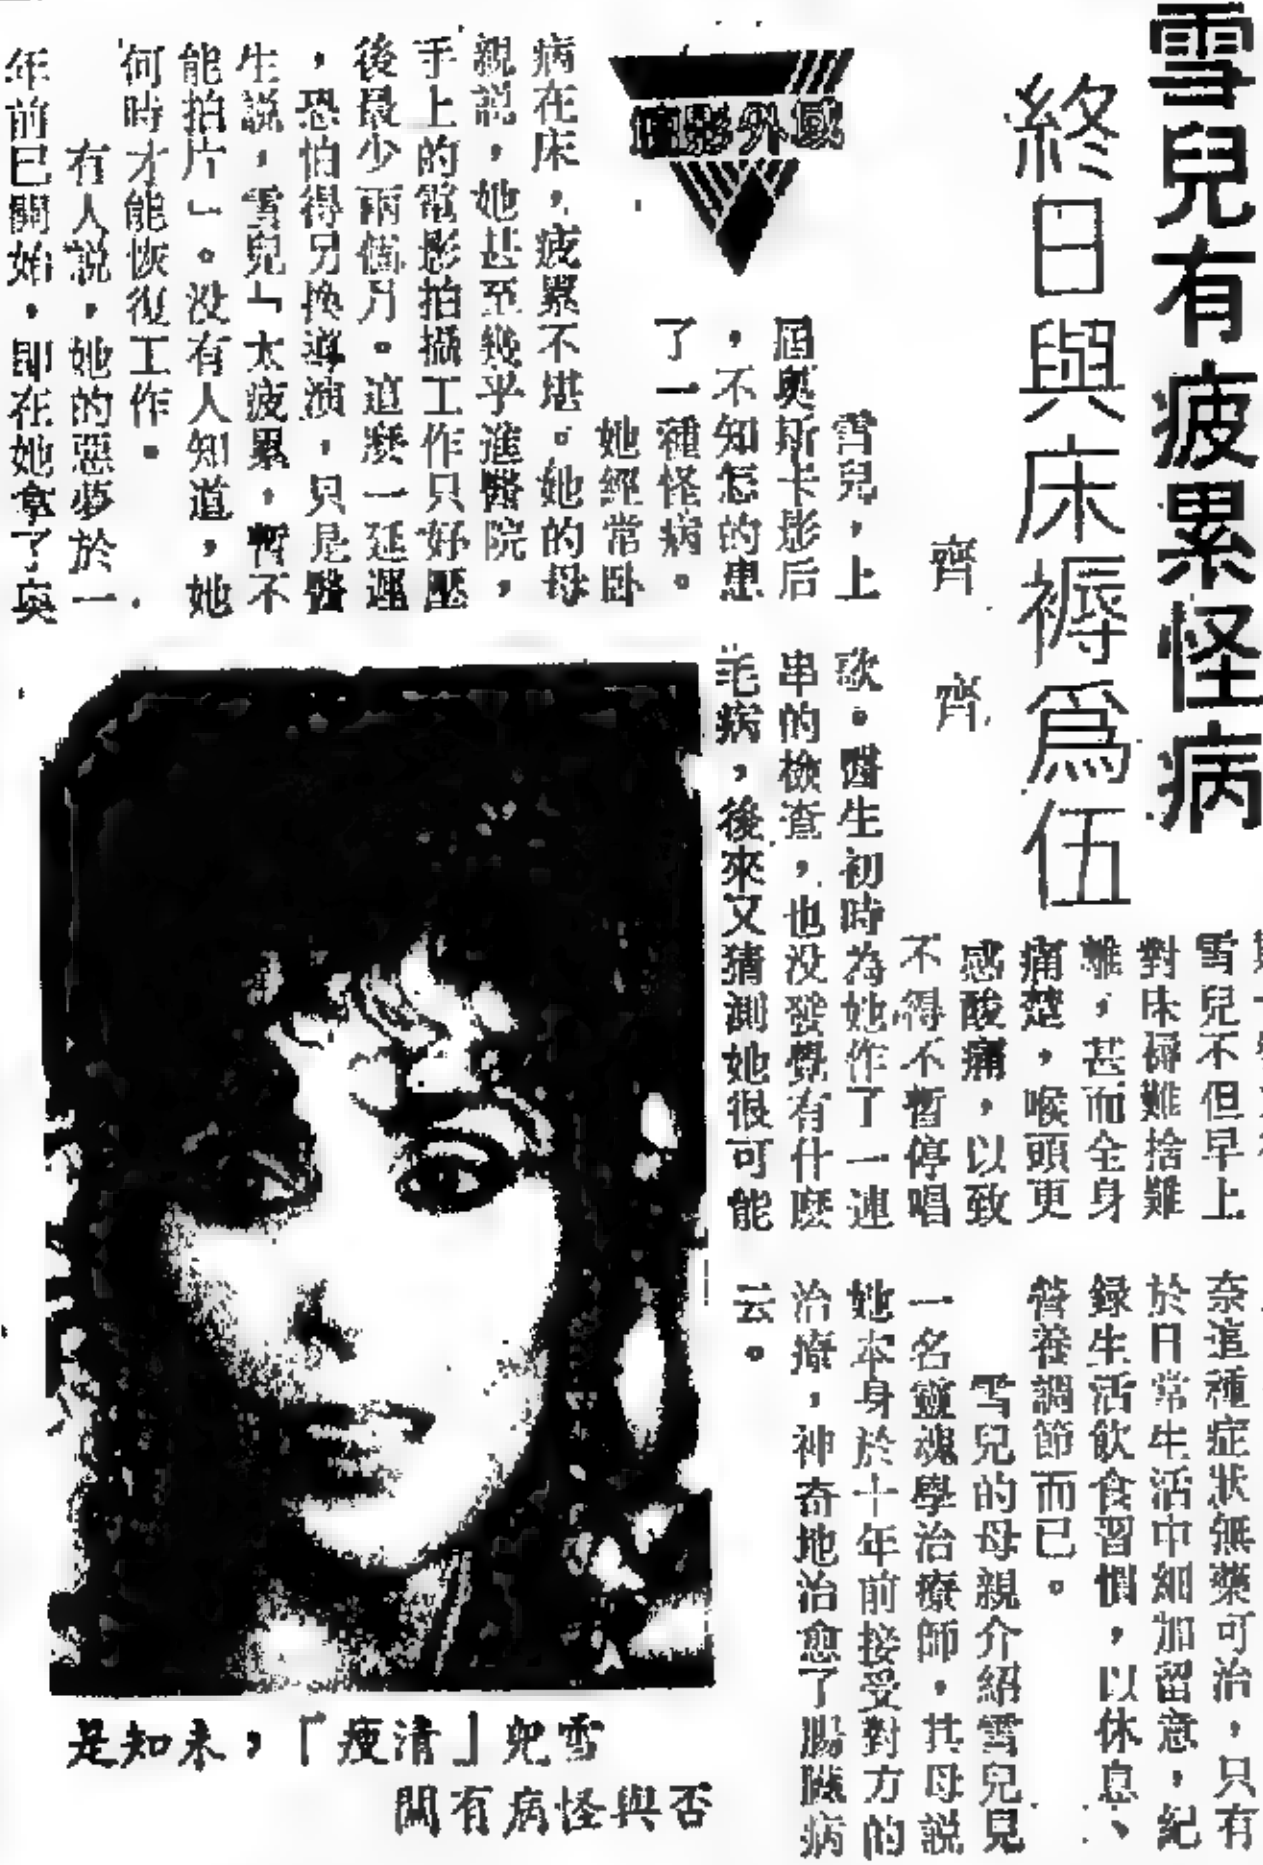 雪兒有疲累怪病
終日與床褥爲伍
齊齊
域外影
雪兒，上
屆奧斯卡影后
，不知怎的患
了一種怪病。
她經常卧
病在床，疲累不堪。她的母
親説，她甚至幾乎進醫院，
手上的電影拍攝工作只好壓
後最少兩個月。這麼一延遲
，恐怕得另換導演，只是醫
生説，雪兒﹁太疲累，暫不
能拍片﹂。没有人知道，她
何時才能恢復工作。
有人説，她的惡夢於一
年前已開始，即在她拿了奥
雪兒不但早上
對床褥難捨難
離，甚而全身
痛楚，喉頭更
感酸痛，以致
不得不暫停唱
歌。醫生初時為她作了一連
串的檢查，也没發覺有什麼
毛病，後來又猜測她很可能
奈這種症狀無藥可治，只有
於日常生活中細加留意，紀
録生活飲食習慣，以休息、
營養調節而已。
雪兒的母親介紹雪兒見
一名靈魂學治療師，其母説
她本身於十年前接受對方的
治療，神奇地治愈了腸臟病
云。
雪兒「清瘦」，未知是
否與怪病有關